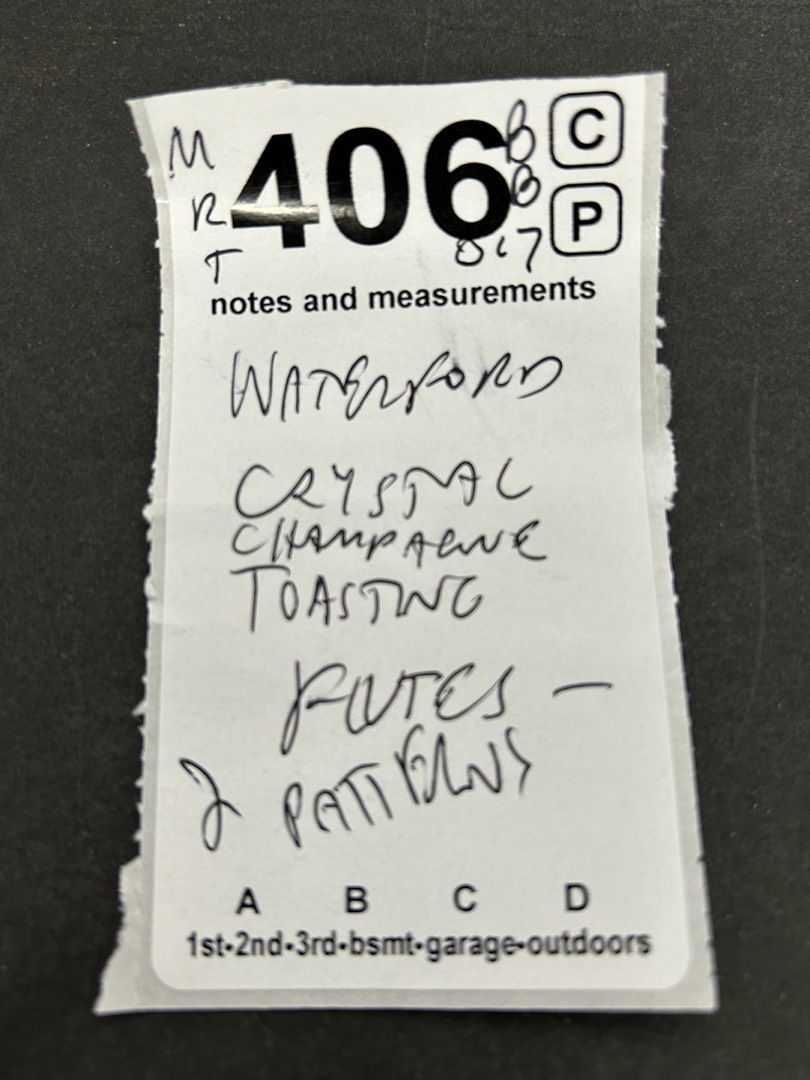 M 406 B C
R B P
T 817
notes and measurements
WATERFORD
CRYSTAL
CHAMPAGNE
TOASTING
FLUTES —
2 PATTERNS
A B C D
1st•2nd•3rd•bsmt•garage•outdoors